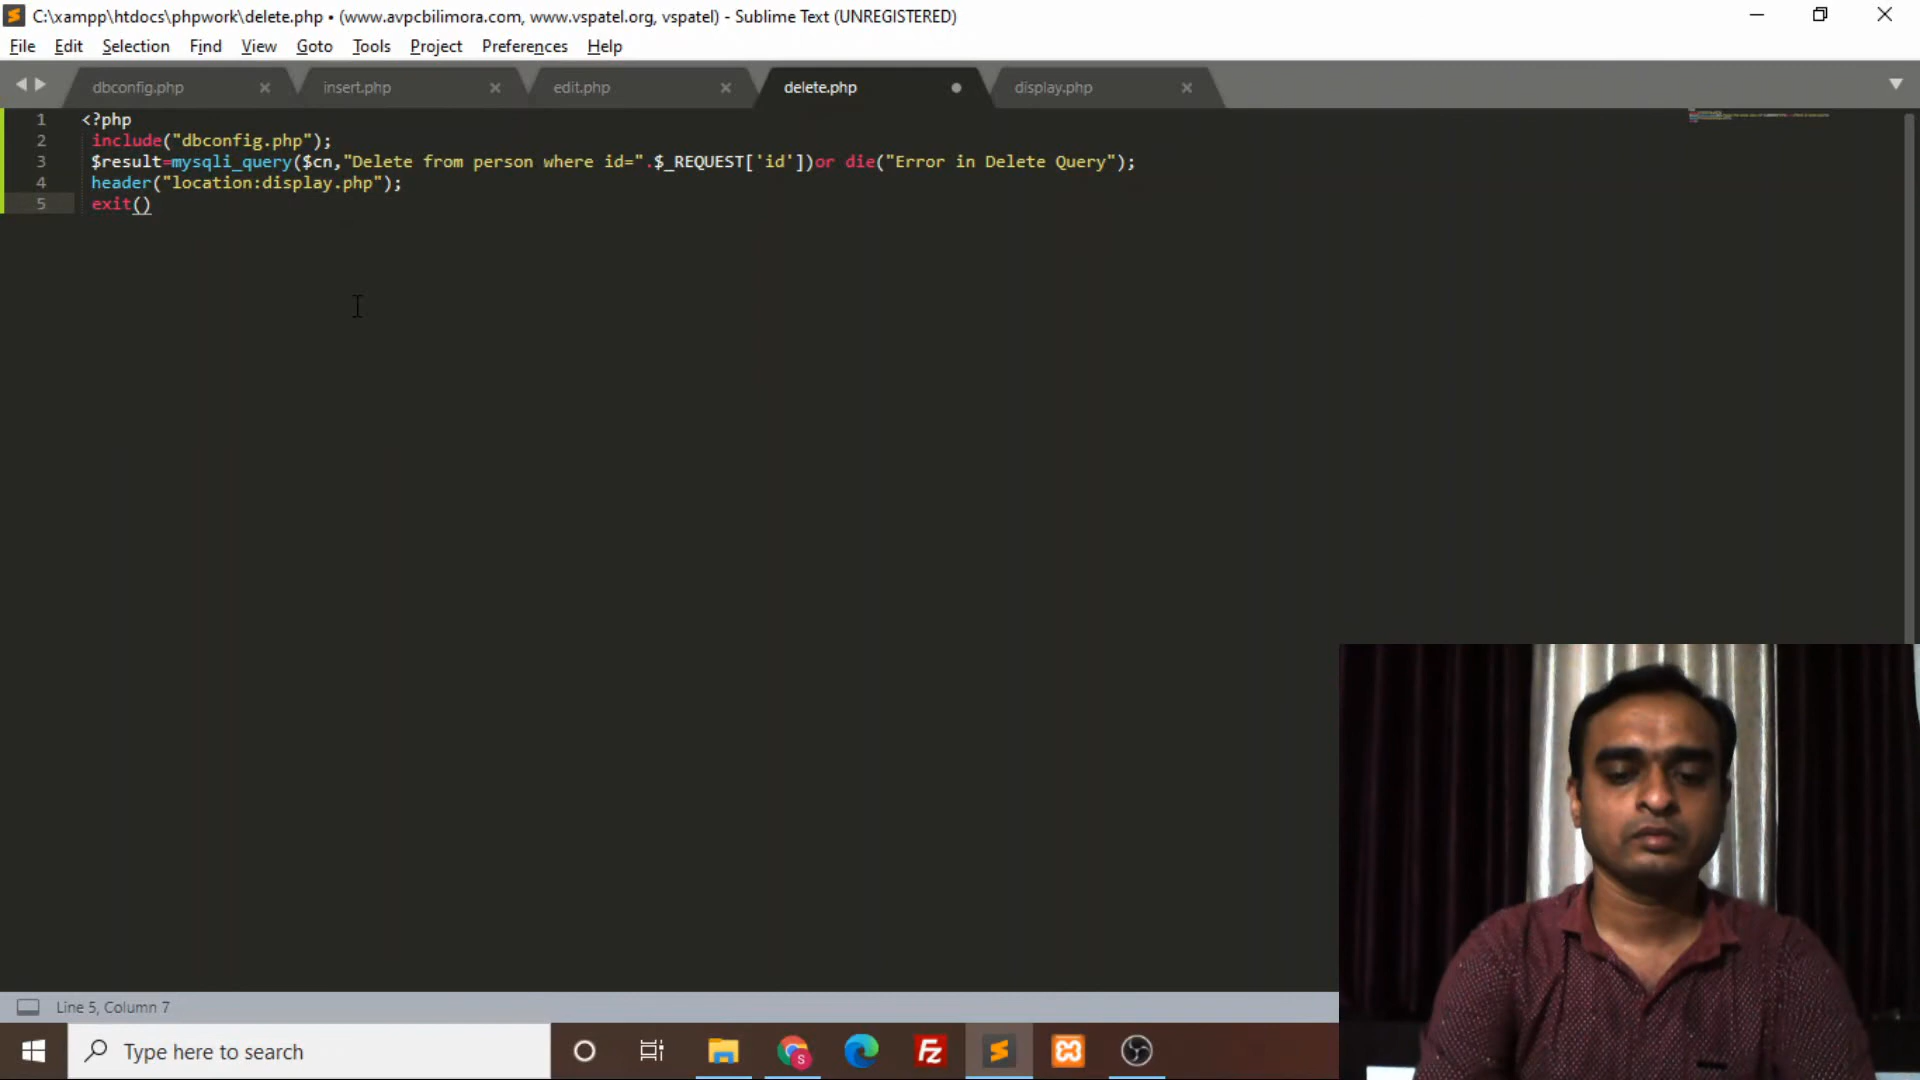 C:\xampp\htdocs\phpwork\delete.php • (www.avpcbilimora.com, www.vspatel.org, vspatel) - Sublime Text (UNREGISTERED)
File Edit Selection Find View Goto Tools Project Preferences Help
dbconfig.php insert.php edit.php delete.php display.php
1 <?php
2 include("dbconfig.php");
3 $result=mysqli_query($cn,"Delete from person where id=".$_REQUEST['id'])or die("Error in Delete Query");
4 header("location:display.php");
5 exit()
Line 5, Column 7
Type here to search